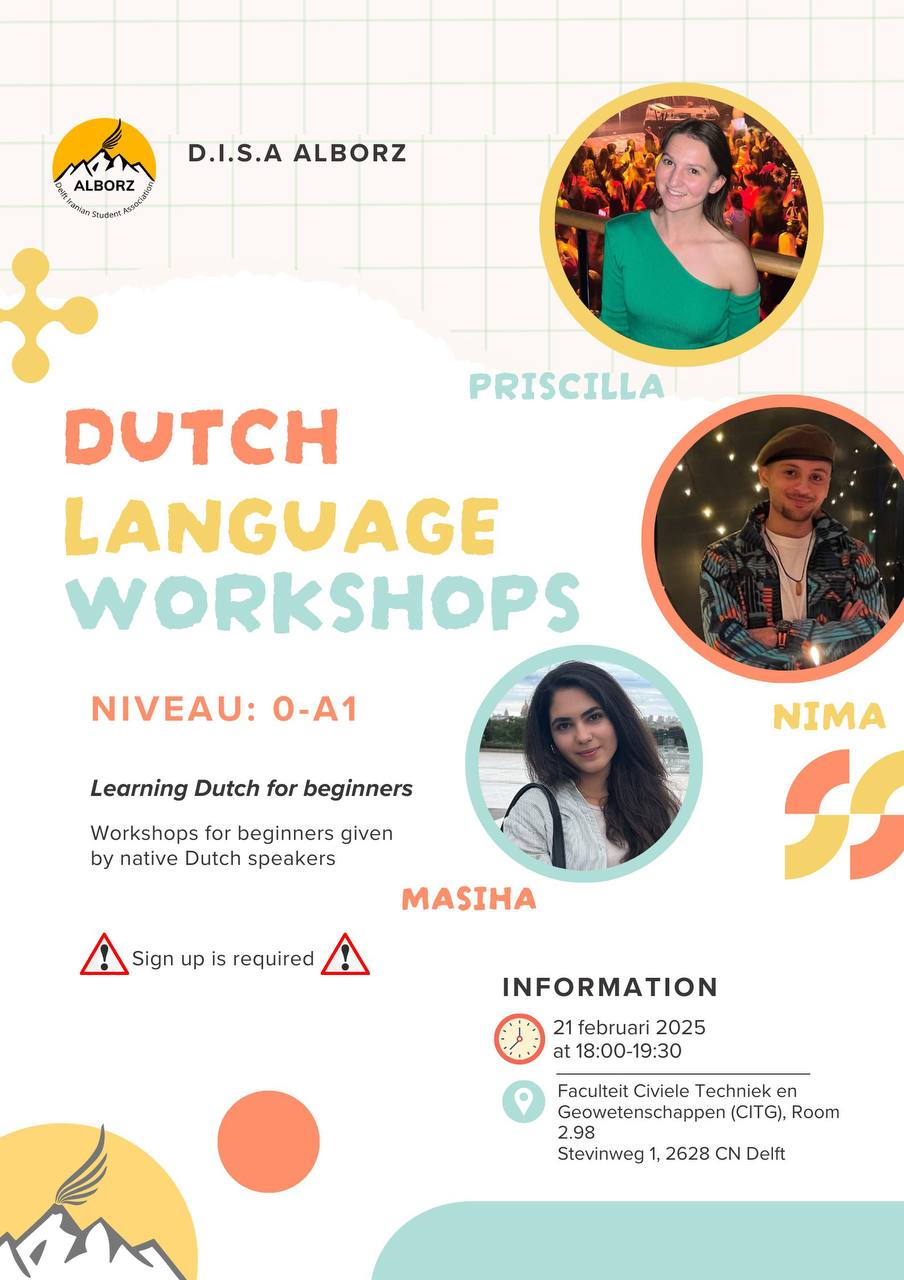 ALBORZ
Delft Iranian Student Association
D.I.S.A ALBORZ
PRISCILLA
DUTCH
LANGUAGE
WORKSHOPS
NIMA
NIVEAU: 0-A1
Learning Dutch for beginners
Workshops for beginners given
by native Dutch speakers
MASIHA
Sign up is required
INFORMATION
21 februari 2025
at 18:00-19:30
Faculteit Civiele Techniek en
Geowetenschappen (CITG), Room
2.98
Stevinweg 1, 2628 CN Delft